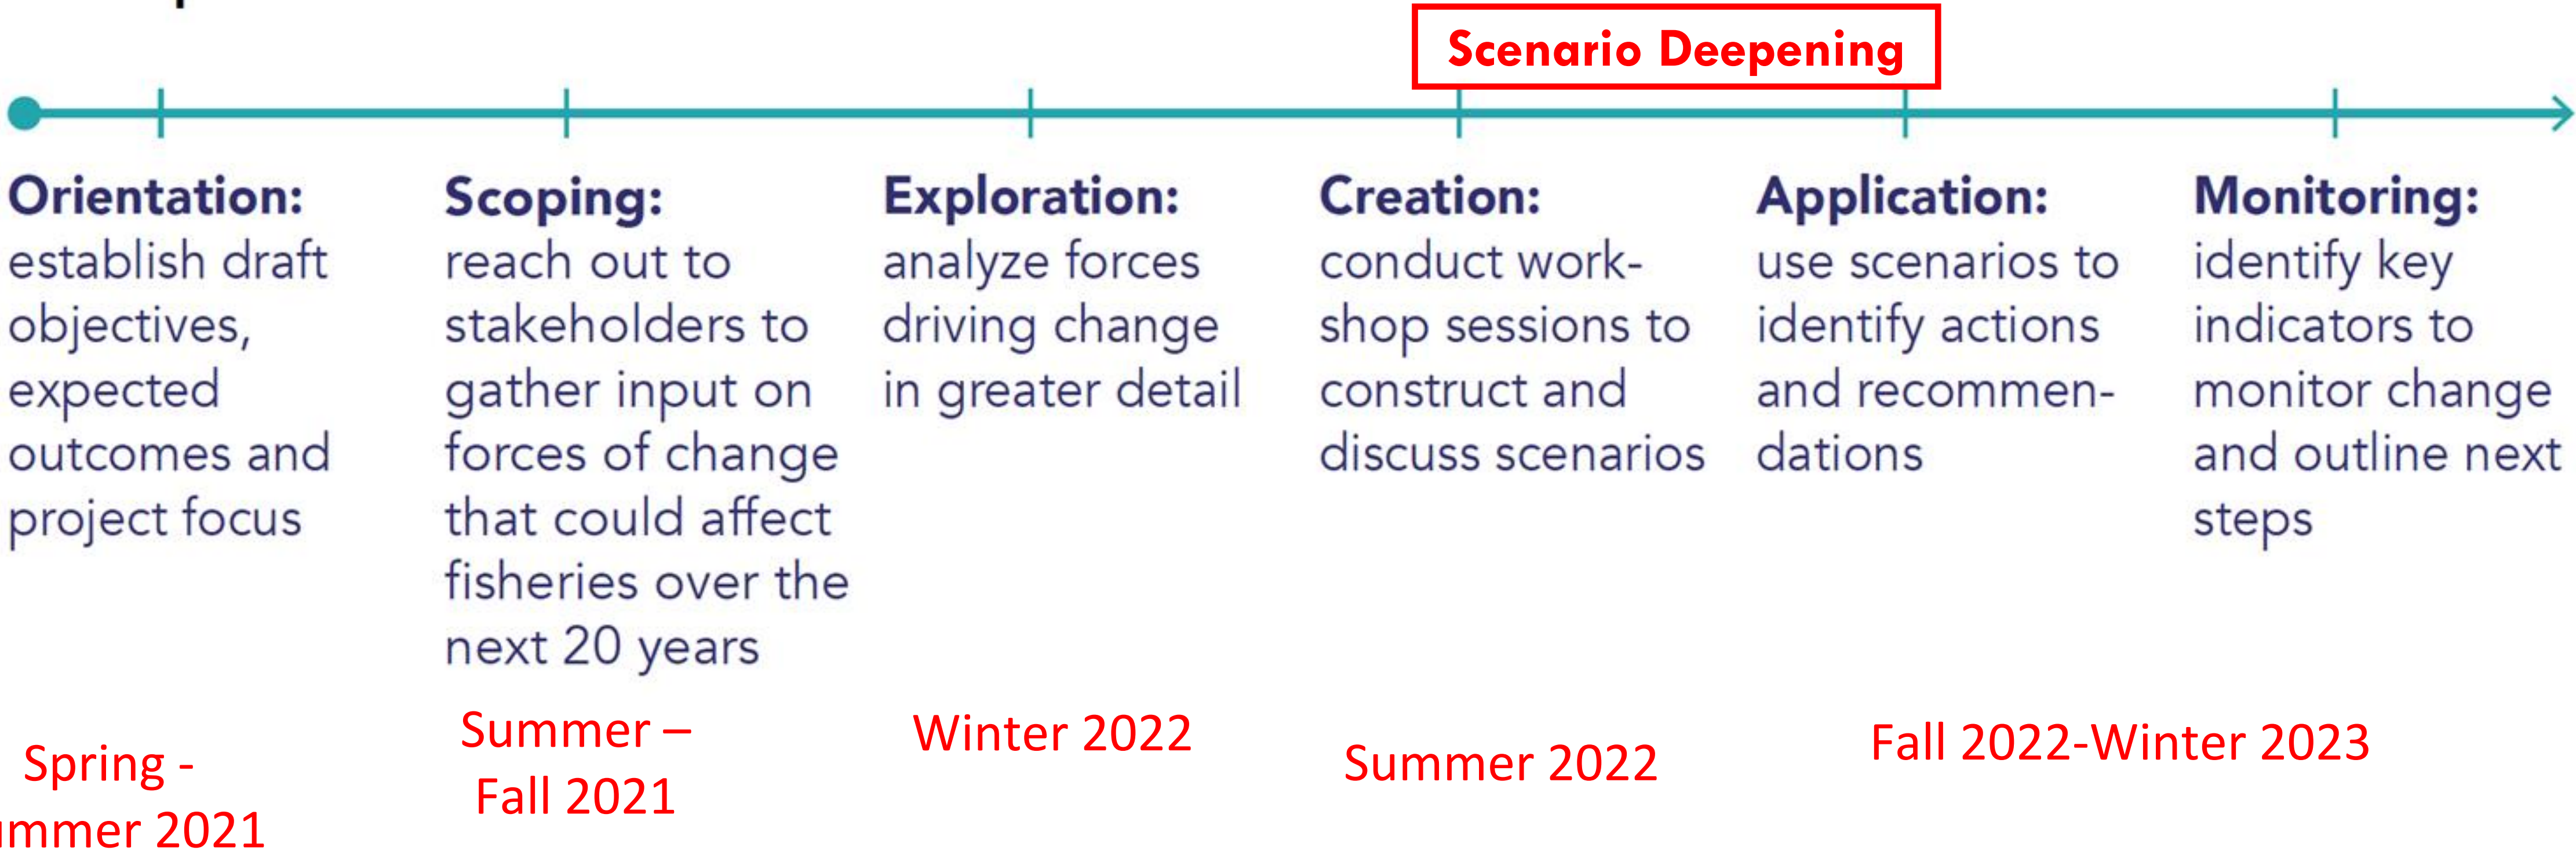 Scenario Deepening
Orientation:
establish draft
objectives,
expected
outcomes and
project focus
Scoping:
reach out to
stakeholders to
gather input on
forces of change
that could affect
fisheries over the
next 20 years
Exploration:
analyze forces
driving change
in greater detail
Creation:
conduct work-
shop sessions to
construct and
discuss scenarios
Application:
use scenarios to
identify actions
and recommen-
dations
Monitoring:
identify key
indicators to
monitor change
and outline next
steps
Spring -
ummer 2021
Summer –
Fall 2021
Winter 2022
Summer 2022
Fall 2022-Winter 2023